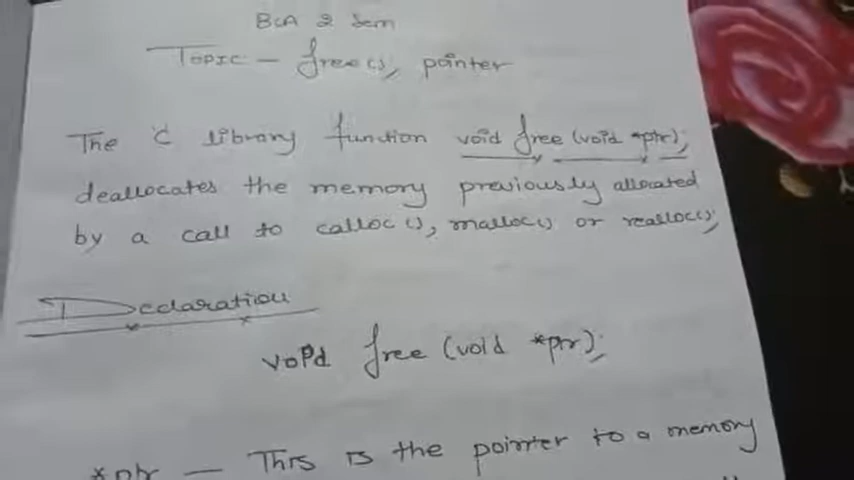 BCA 2 Sem
Topic - free(), pointer
The C library function void free (void *ptr);
deallocates the memory previously allocated
by a call to calloc(), malloc() or realloc();
Declaration
void free (void *ptr);
*ptr — This is the pointer to a memory